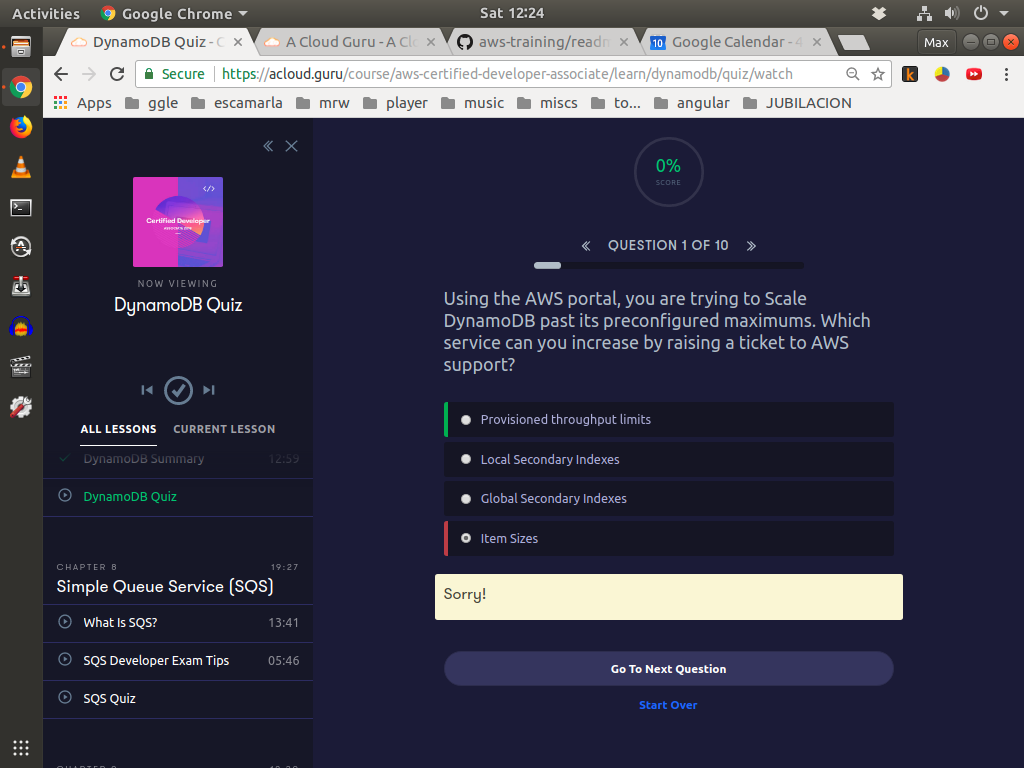 Activities
Google Chrome
Sat 12:24
DynamoDB Quiz - C
A Cloud Guru - A Cl
aws-training/readn
Google Calendar - 4
Max
Secure
https://acloud.guru/course/aws-certified-developer-associate/learn/dynamodb/quiz/watch
Apps
ggle
escamarla
mrw
player
music
miscs
to...
angular
JUBILACION
</>
Certified Developer
NOW VIEWING
DynamoDB Quiz
ALL LESSONS
CURRENT LESSON
DynamoDB Summary
12:59
DynamoDB Quiz
CHAPTER 8
19:27
Simple Queue Service (SQS)
What Is SQS?
13:41
SQS Developer Exam Tips
05:46
SQS Quiz
0%
SCORE
QUESTION 1 OF 10
Using the AWS portal, you are trying to Scale
DynamoDB past its preconfigured maximums. Which
service can you increase by raising a ticket to AWS
support?
Provisioned throughput limits
Local Secondary Indexes
Global Secondary Indexes
Item Sizes
Sorry!
Go To Next Question
Start Over